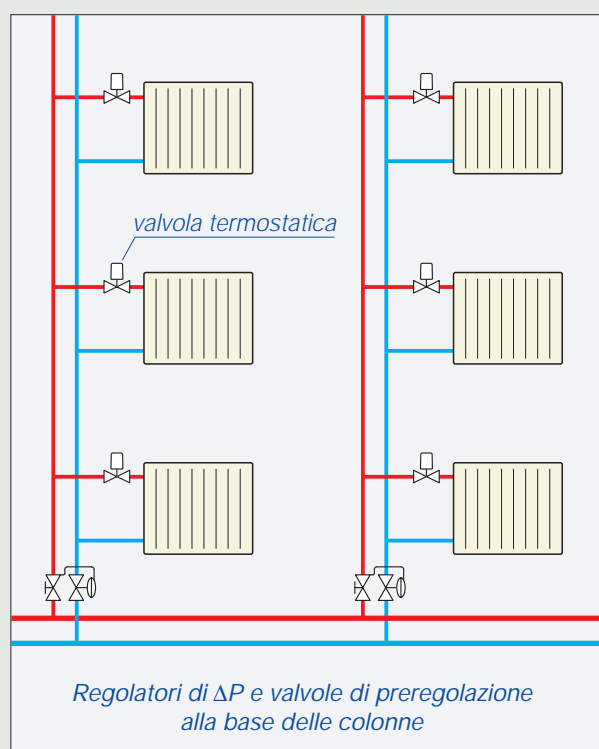 valvola termostatica
Regolatori di ΔP e valvole di preregolazione
alla base delle colonne